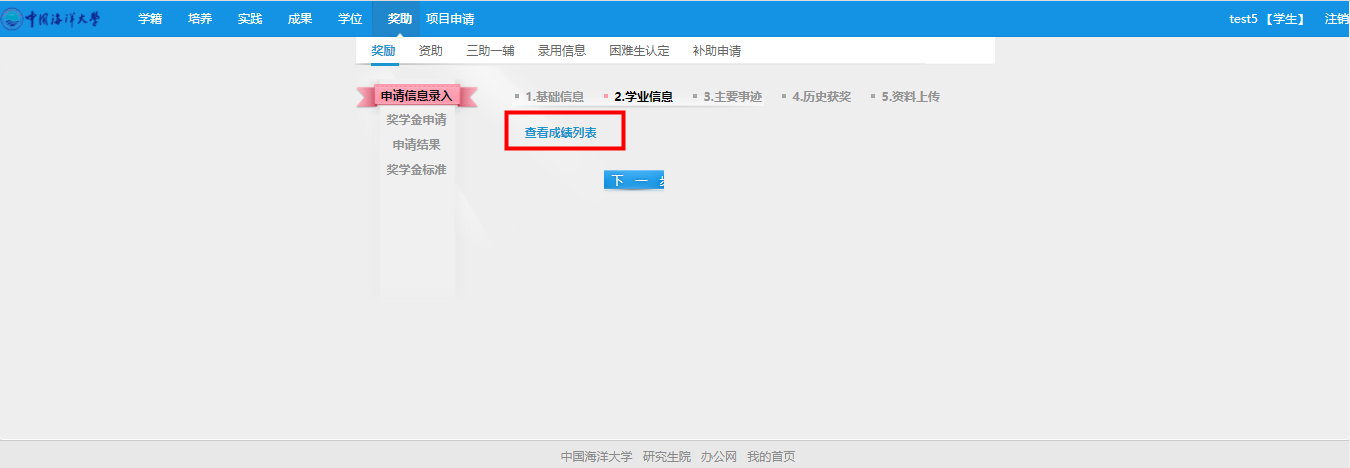 中国海洋大學 学籍 培养 实践 成果 学位 奖助 项目申请 test5 【学生】 注销
奖励 资助 三助一辅 录用信息 困难生认定 补助申请
申请信息录入 1.基础信息 2.学业信息 3.主要事迹 4.历史获奖 5.资料上传
奖学金申请
查看成绩列表
申请结果
奖学金标准
下 一 步
中国海洋大学 研究生院 办公网 我的首页